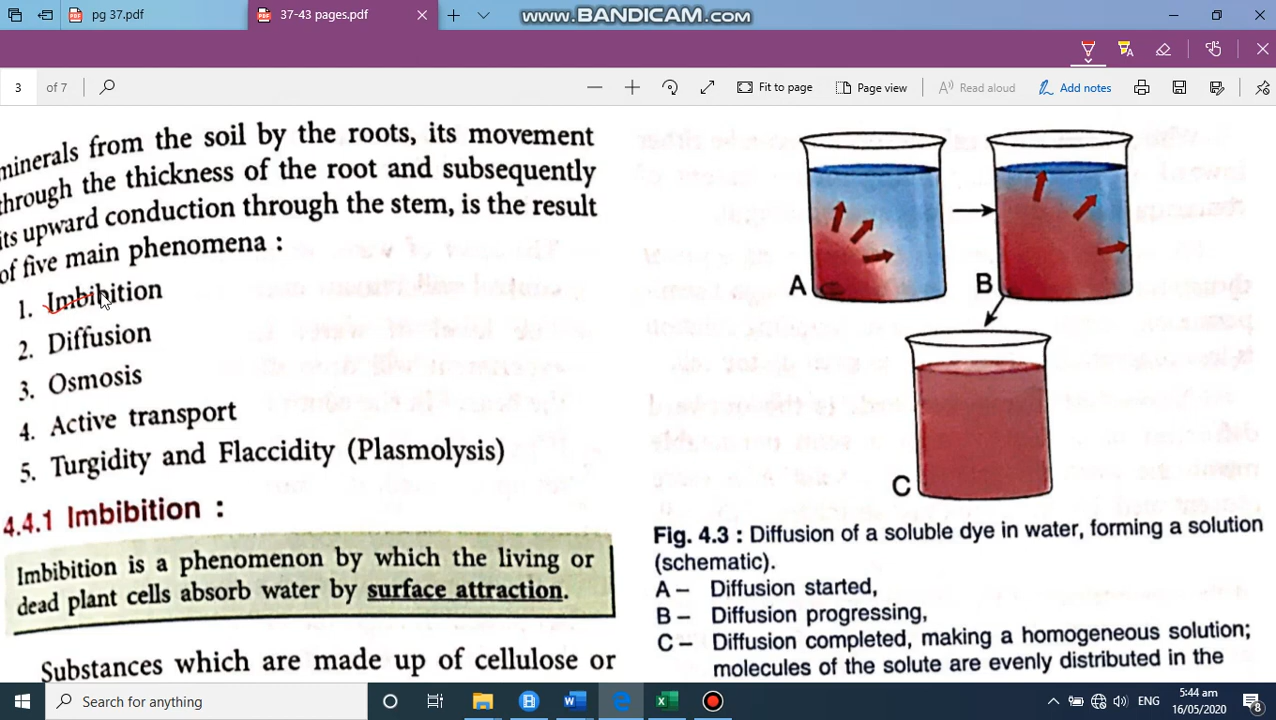 pg 37.pdf
37-43 pages.pdf
www.BANDICAM.com
3 of 7
Fit to page
Page view
Read aloud
Add notes
minerals from the soil by the roots, its movement
through the thickness of the root and subsequently
its upward conduction through the stem, is the result
of five main phenomena :
1. Imbibition
2. Diffusion
3. Osmosis
4. Active transport
5. Turgidity and Flaccidity (Plasmolysis)
4.4.1 Imbibition :
Imbibition is a phenomenon by which the living or
dead plant cells absorb water by surface attraction.
Substances which are made up of cellulose or
A
B
C
Fig. 4.3 : Diffusion of a soluble dye in water, forming a solution
(schematic).
A – Diffusion started,
B – Diffusion progressing,
C – Diffusion completed, making a homogeneous solution;
molecules of the solute are evenly distributed in the
Search for anything
ENG
5:44 am
16/05/2020
8